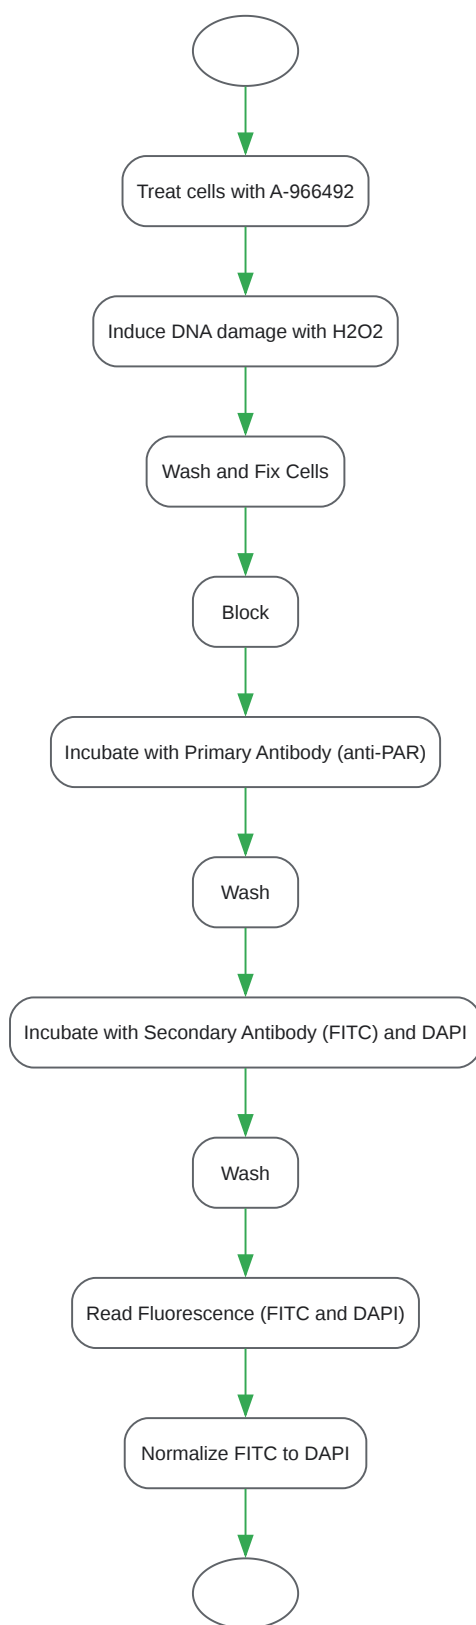 Treat cells with A-966492
Induce DNA damage with H2O2
Wash and Fix Cells
Block
Incubate with Primary Antibody (anti-PAR)
Wash
Incubate with Secondary Antibody (FITC) and DAPI
Wash
Read Fluorescence (FITC and DAPI)
Normalize FITC to DAPI